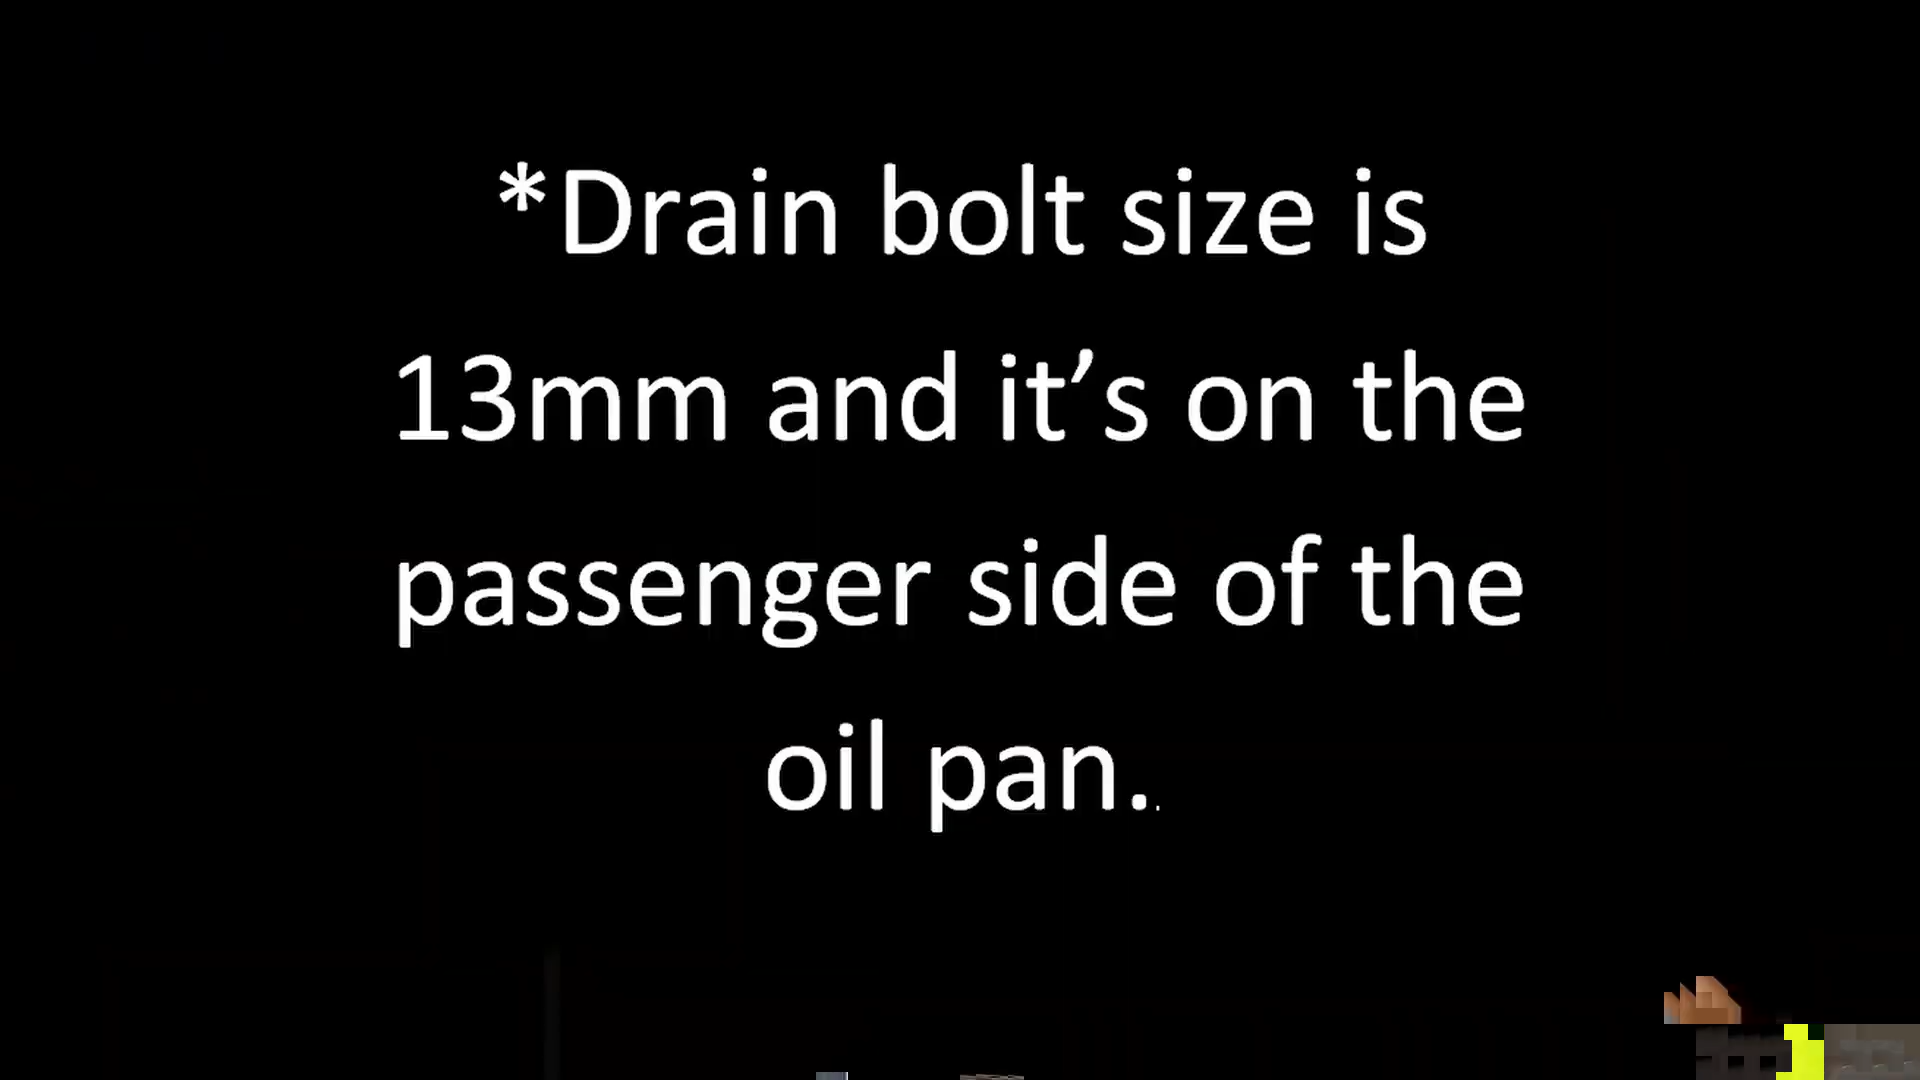 *Drain bolt size is
13mm and it’s on the
passenger side of the
oil pan..